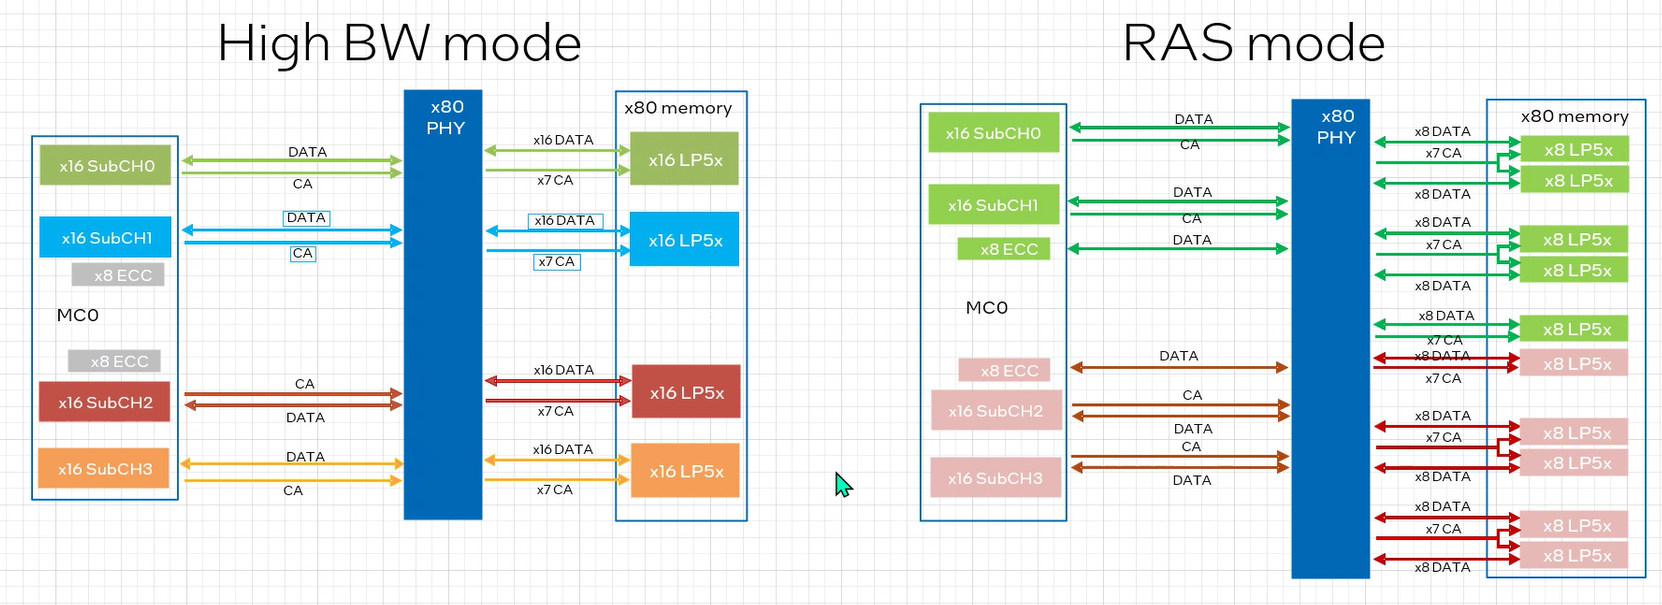 High BW mode
x80
PHY
x80 memory
x16 SubCH0
DATA
CA
x16 DATA
x7 CA
x16 LP5x
x16 SubCH1
DATA
CA
x16 DATA
x7 CA
x16 LP5x
x8 ECC
MC0
x8 ECC
x16 SubCH2
CA
DATA
x16 DATA
x7 CA
x16 LP5x
x16 SubCH3
DATA
CA
x16 DATA
x7 CA
x16 LP5x
RAS mode
x80
PHY
x80 memory
x16 SubCH0
DATA
CA
x8 DATA
x7 CA
x8 DATA
x8 LP5x
x8 LP5x
x16 SubCH1
DATA
CA
x8 ECC
DATA
x8 DATA
x7 CA
x8 DATA
x8 LP5x
x8 LP5x
MC0
x8 DATA
x7 CA
x8 LP5x
x8 DATA
x7 CA
x8 LP5x
x8 ECC
DATA
x16 SubCH2
CA
DATA
x8 DATA
x7 CA
x8 DATA
x8 LP5x
x8 LP5x
x16 SubCH3
CA
DATA
x8 DATA
x7 CA
x8 DATA
x8 LP5x
x8 LP5x